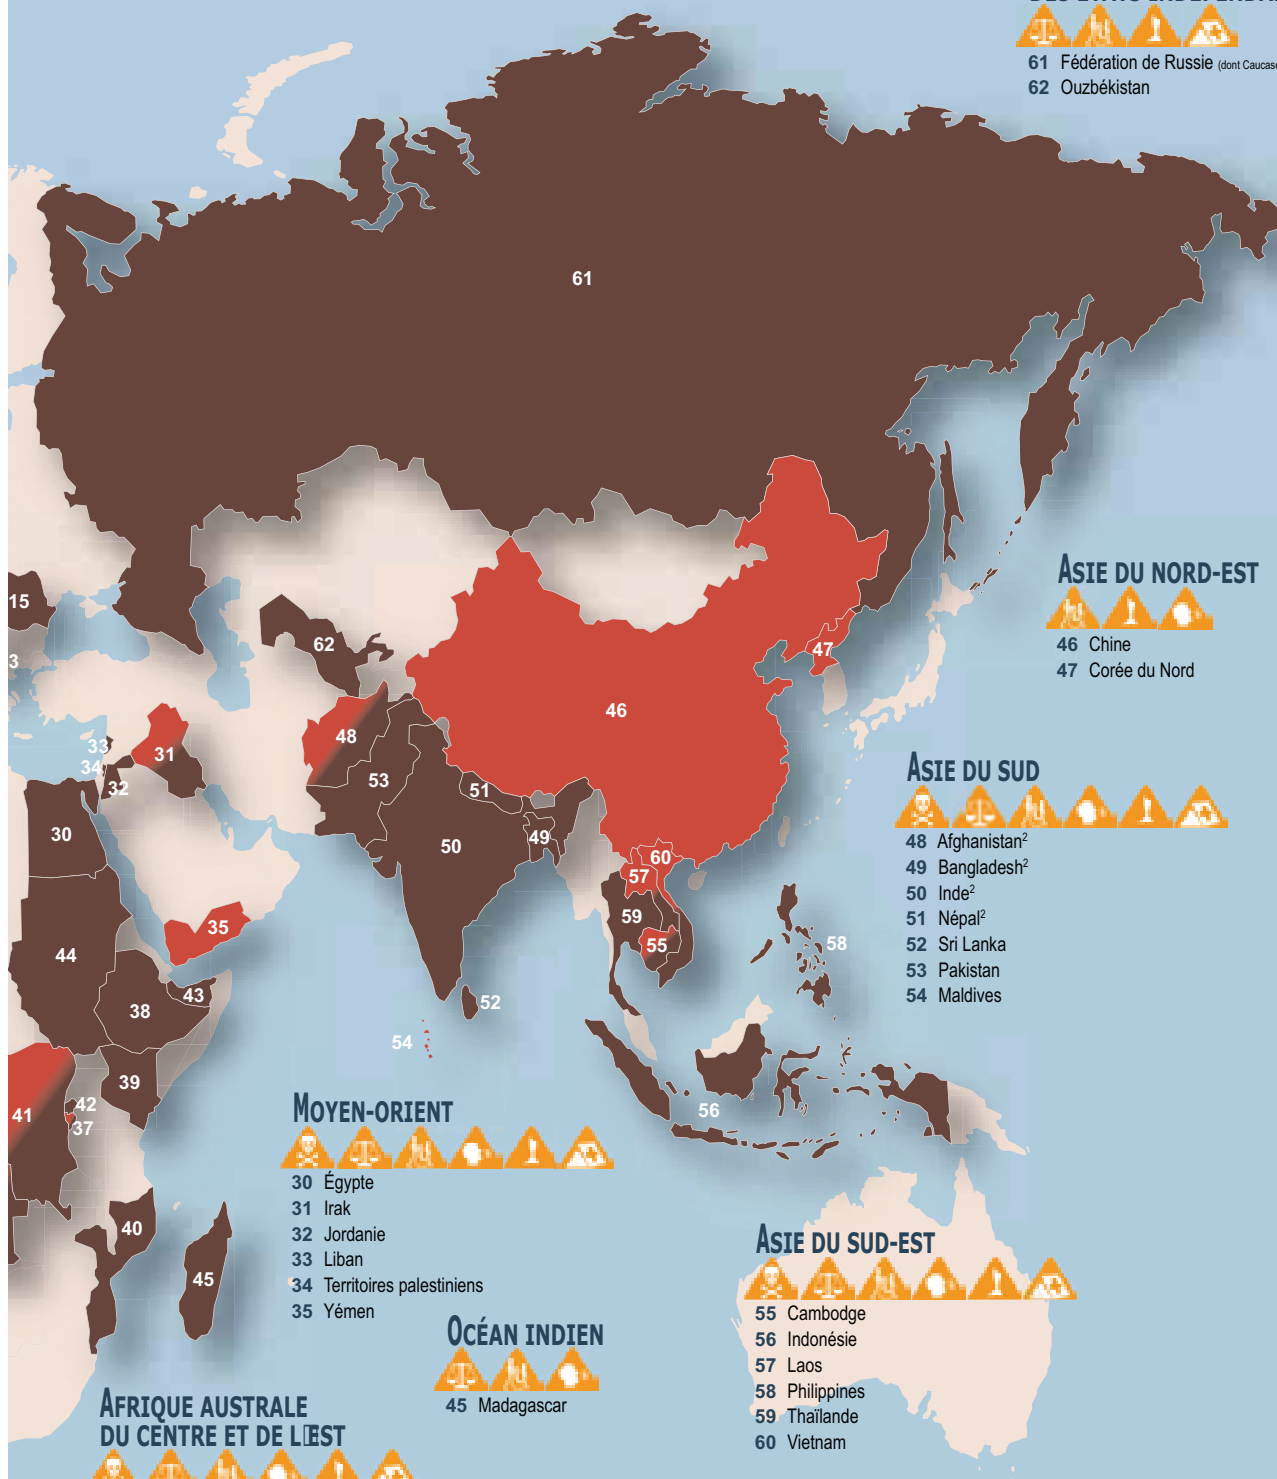 61 Fédération de Russie (dont Caucase
62 Ouzbékistan
61
15
3
62
47
46
ASIE DU NORD-EST
46 Chine
47 Corée du Nord
33
34
31
32
48
53
51
30
50
49
60
57
59
55
58
35
44
43
38
52
54
39
41
42
37
56
40
45
ASIE DU SUD
48 Afghanistan²
49 Bangladesh²
50 Inde²
51 Népal²
52 Sri Lanka
53 Pakistan
54 Maldives
MOYEN-ORIENT
30 Égypte
31 Irak
32 Jordanie
33 Liban
34 Territoires palestiniens
35 Yémen
OCÉAN INDIEN
45 Madagascar
ASIE DU SUD-EST
55 Cambodge
56 Indonésie
57 Laos
58 Philippines
59 Thaïlande
60 Vietnam
AFRIQUE AUSTRALE
DU CENTRE ET DE L▯EST